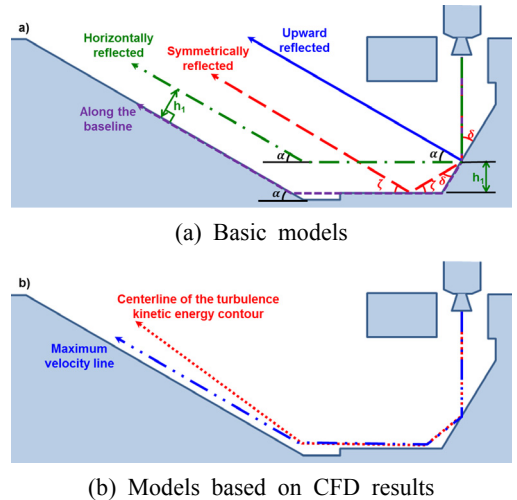 a)
Horizontally
reflected
Symmetrically
reflected
Upward
reflected
Along the
baseline
h₁
α
α
α
ζ
ζ
δ
δ
h₁
(a) Basic models
b)
Centerline of the turbulence
kinetic energy contour
Maximum
velocity line
(b) Models based on CFD results